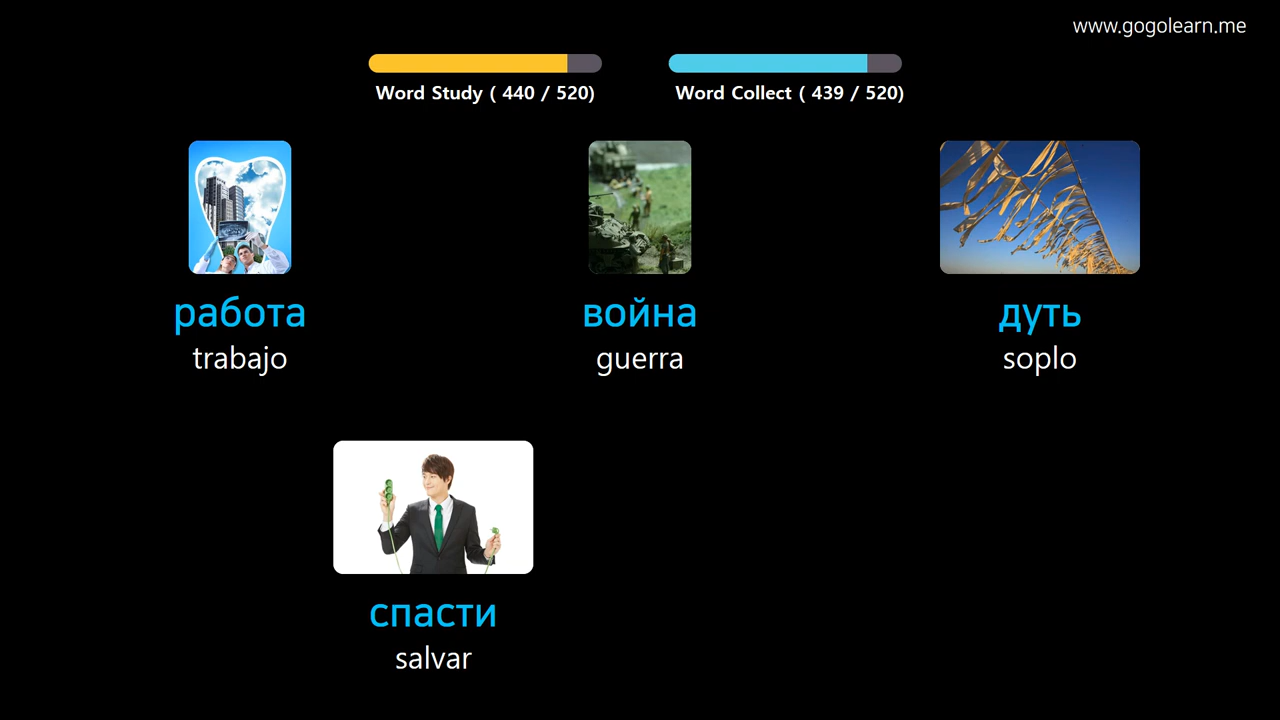 www.gogolearn.me
Word Study ( 440 / 520)
Word Collect ( 439 / 520)
работа
trabajo
война
guerra
дуть
soplo
спасти
salvar